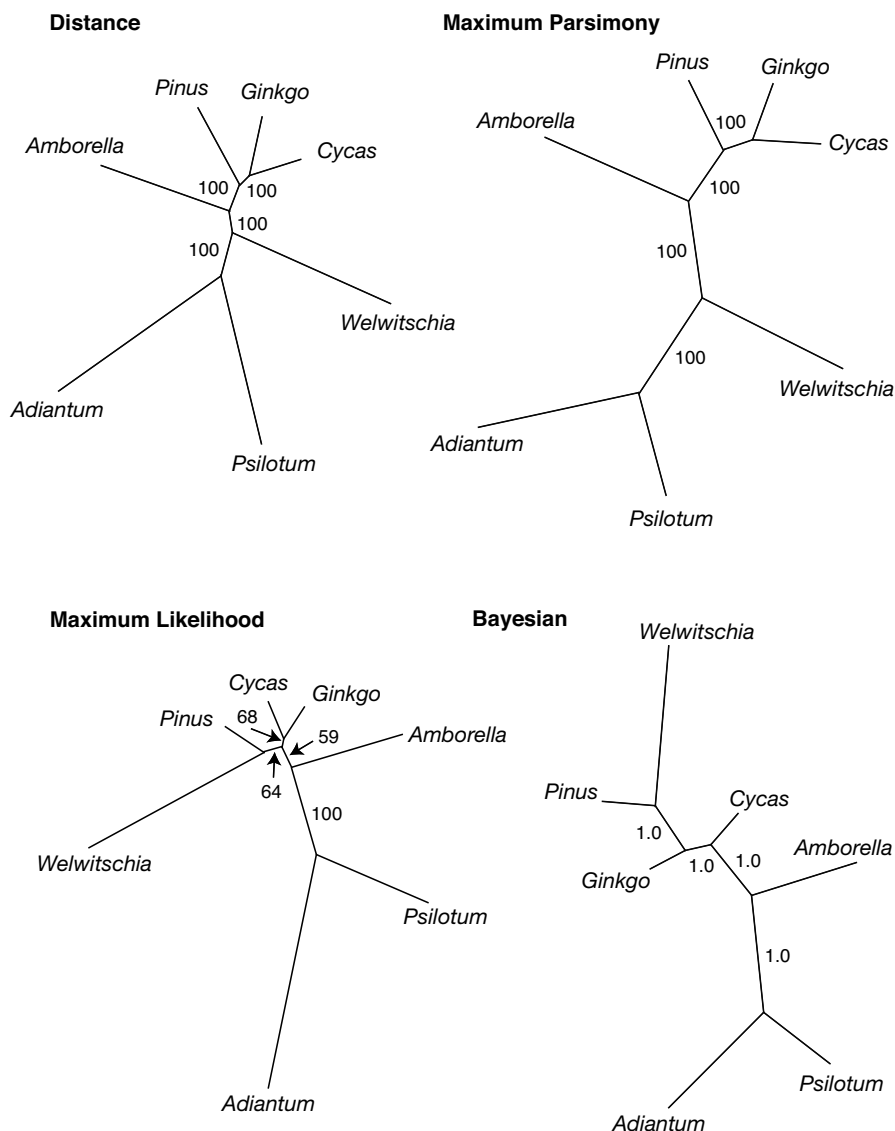 Distance
Pinus
Ginkgo
Amborella
Cycas
100
100
100
100
Welwitschia
Adiantum
Psilotum
Maximum Parsimony
Pinus
Ginkgo
Amborella
100
Cycas
100
100
100
Welwitschia
Adiantum
Psilotum
Maximum Likelihood
Cycas
Ginkgo
Pinus
68
59
Amborella
64
100
Welwitschia
Psilotum
Adiantum
Bayesian
Welwitschia
Pinus
Cycas
1.0
Amborella
1.0
1.0
Ginkgo
1.0
Psilotum
Adiantum